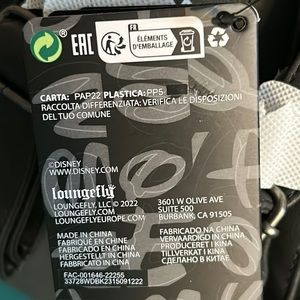 FR
EAC
ÉLÉMENTS
D'EMBALLAGE
CARTA: PAP22 PLASTICA:PP5
RACCOLTA DIFFERENZIATA: VERIFICA LE DISPOSIZIONI
DEL TUO COMUNE
©DISNEY
WWW.DISNEY.COM
loungefly
LOUNGEFLY, LLC © 2022
LOUNGEFLY.COM
LOUNGEFLYEUROPE.COM
3601 W OLIVE AVE
SUITE 500
BURBANK, CA 91505
MADE IN CHINA
FABRIQUÉ EN CHINE
FABRICADO EN CHINA
HERGESTELLT IN CHINA
FABBRICATO IN CINA
FABRICADO NA CHINA
VERVAARDIGD IN CHINA
PRODUCERET I KINA
TILLVERKAT I KINA
СДЕЛАНО В КИТАЕ
FAC-001646-22255
33728WDBK2315091222